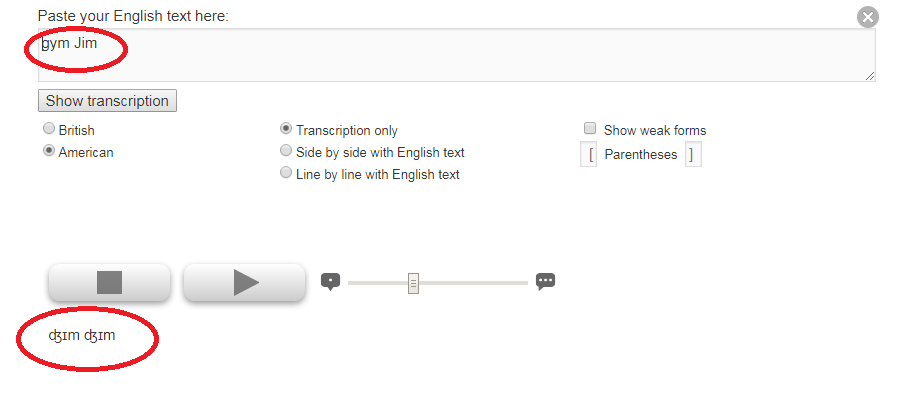 Paste your English text here:
gym Jim
Show transcription
British
American
Transcription only
Side by side with English text
Line by line with English text
Show weak forms
[ Parentheses ]
ʤɪm ʤɪm